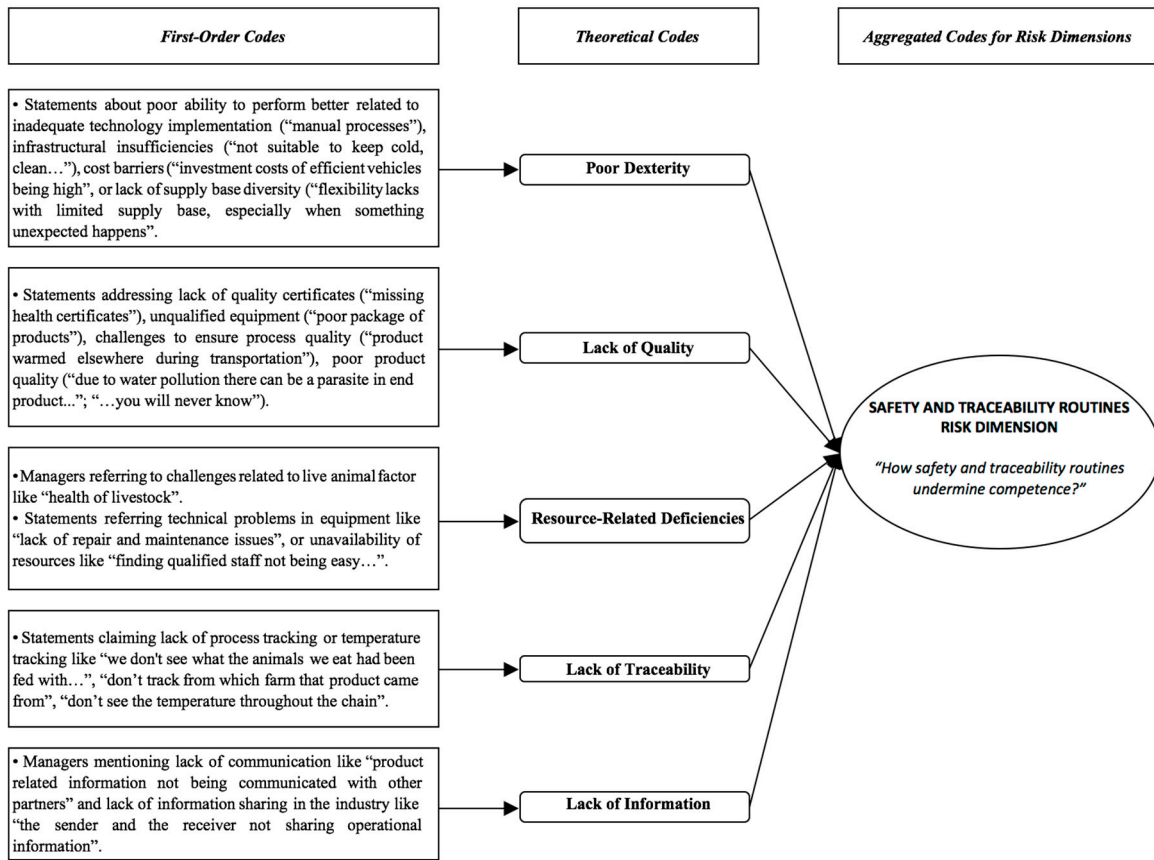 First-Order Codes
Theoretical Codes
Aggregated Codes for Risk Dimensions
• Statements about poor ability to perform better related to
inadequate technology implementation (“manual processes”),
infrastructural insufficiencies (“not suitable to keep cold,
clean…”), cost barriers (“investment costs of efficient vehicles
being high”, or lack of supply base diversity (“flexibility lacks
with limited supply base, especially when something
unexpected happens”.
Poor Dexterity
• Statements addressing lack of quality certificates (“missing
health certificates”), unqualified equipment (“poor package of
products”), challenges to ensure process quality (“product
warmed elsewhere during transportation”), poor product
quality (“due to water pollution there can be a parasite in end
product...”; “…you will never know”).
Lack of Quality
• Managers referring to challenges related to live animal factor
like “health of livestock”.
• Statements referring technical problems in equipment like
“lack of repair and maintenance issues”, or unavailability of
resources like “finding qualified staff not being easy…”.
Resource-Related Deficiencies
• Statements claiming lack of process tracking or temperature
tracking like “we don't see what the animals we eat had been
fed with…”, “don’t track from which farm that product came
from”, “don’t see the temperature throughout the chain”.
Lack of Traceability
• Managers mentioning lack of communication like “product
related information not being communicated with other
partners” and lack of information sharing in the industry like
“the sender and the receiver not sharing operational
information”.
Lack of Information
SAFETY AND TRACEABILITY ROUTINES
RISK DIMENSION
“How safety and traceability routines
undermine competence?”